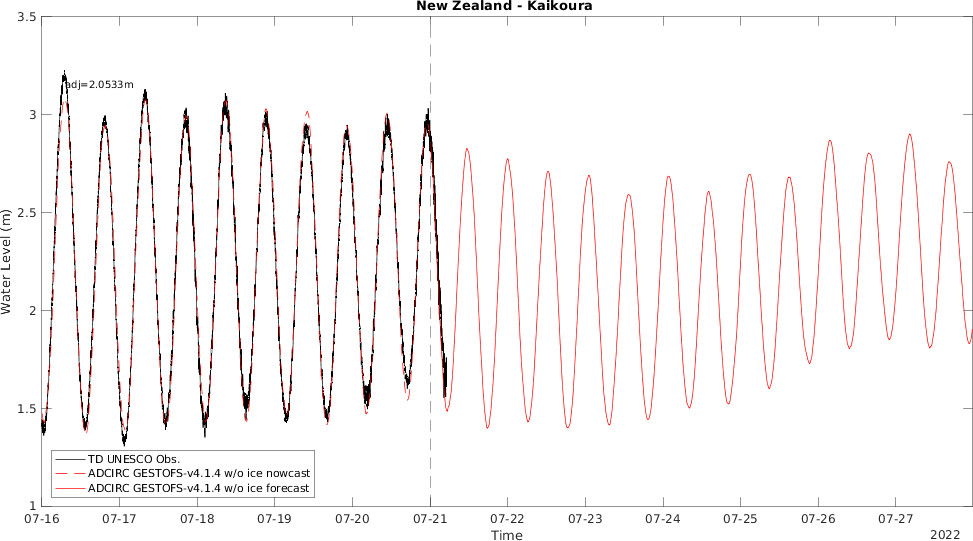 New Zealand - Kaikoura
3.5
adj=2.0533m
3
2.5
Water Level (m)
2
1.5
TD UNESCO Obs.
ADCIRC GESTOFS-v4.1.4 w/o ice nowcast
ADCIRC GESTOFS-v4.1.4 w/o ice forecast
1
07-16 07-17 07-18 07-19 07-20 07-21 07-22 07-23 07-24 07-25 07-26 07-27
Time
2022